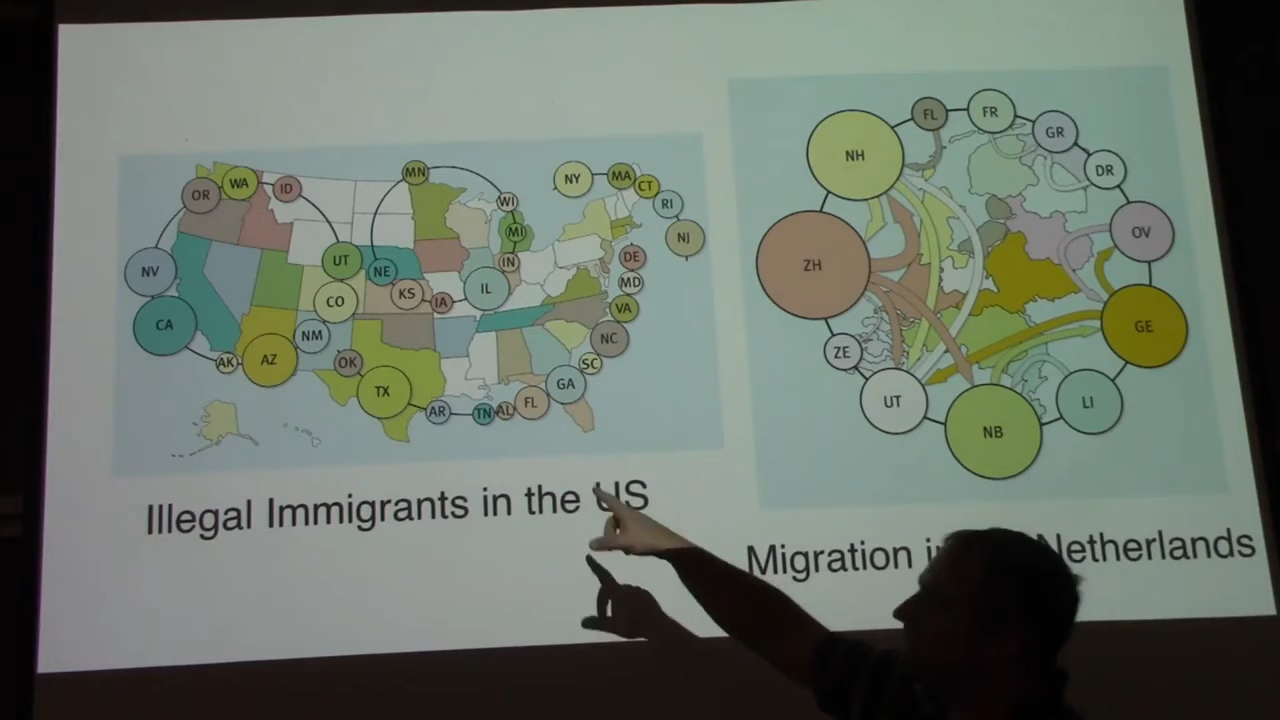 OR
WA
ID
NV
CA
UT
CO
AK
AZ
NM
OK
TX
MN
WI
MI
IN
NE
KS
IA
IL
AR
TN
AL
FL
GA
SC
NC
VA
MD
DE
NY
MA
CT
RI
NJ
Illegal Immigrants in the US
NH
FL
FR
GR
DR
OV
GE
LI
NB
UT
ZE
ZH
Migration Netherlands